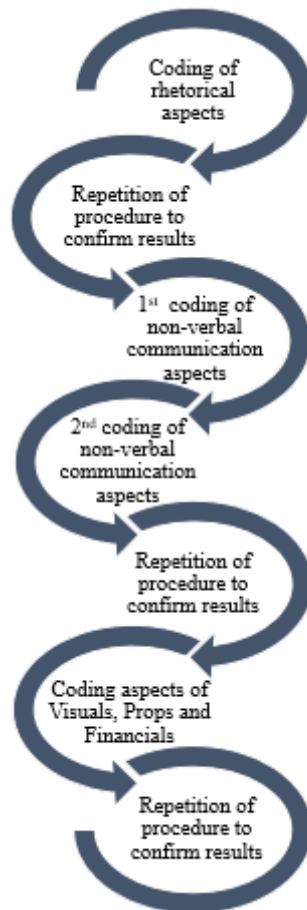 Coding of
rhetorical
aspects
Repetition of
procedure to
confirm results
1st coding of
non-verbal
communication
aspects
2nd coding of
non-verbal
communication
aspects
Repetition of
procedure to
confirm results
Coding aspects of
Visuals, Props and
Financials
Repetition of
procedure to
confirm results